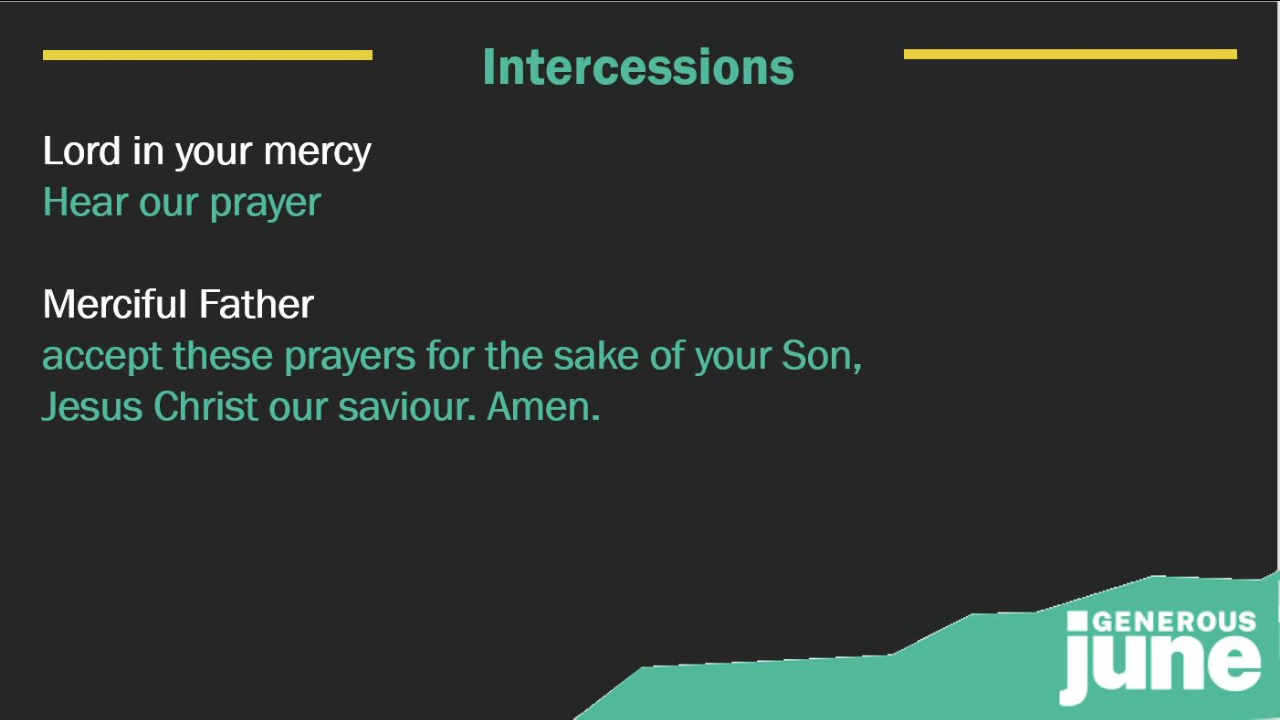 Intercessions
Lord in your mercy
Hear our prayer
Merciful Father
accept these prayers for the sake of your Son,
Jesus Christ our saviour. Amen.
GENEROUS
june